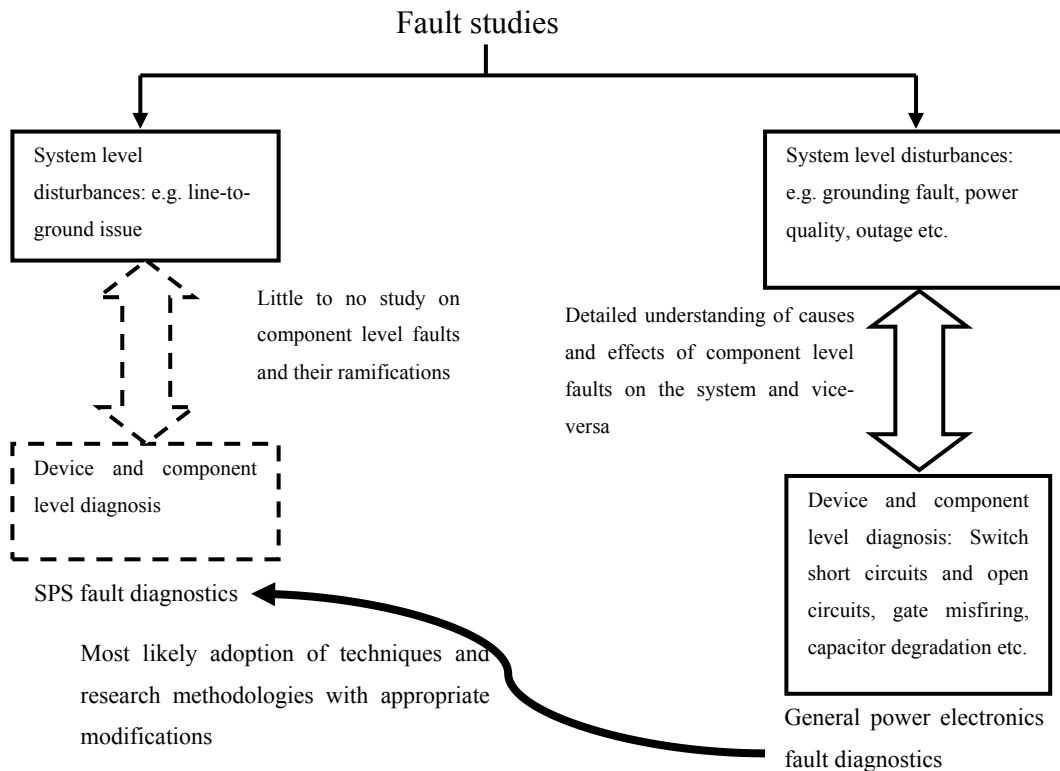 Fault studies
System level
disturbances: e.g. line-to-
ground issue
System level disturbances:
e.g. grounding fault, power
quality, outage etc.
Little to no study on
component level faults
and their ramifications
Detailed understanding of causes
and effects of component level
faults on the system and vice-
versa
Device and component
level diagnosis
Device and component
level diagnosis: Switch
short circuits and open
circuits, gate misfiring,
capacitor degradation etc.
SPS fault diagnostics
Most likely adoption of techniques and
research methodologies with appropriate
modifications
General power electronics
fault diagnostics